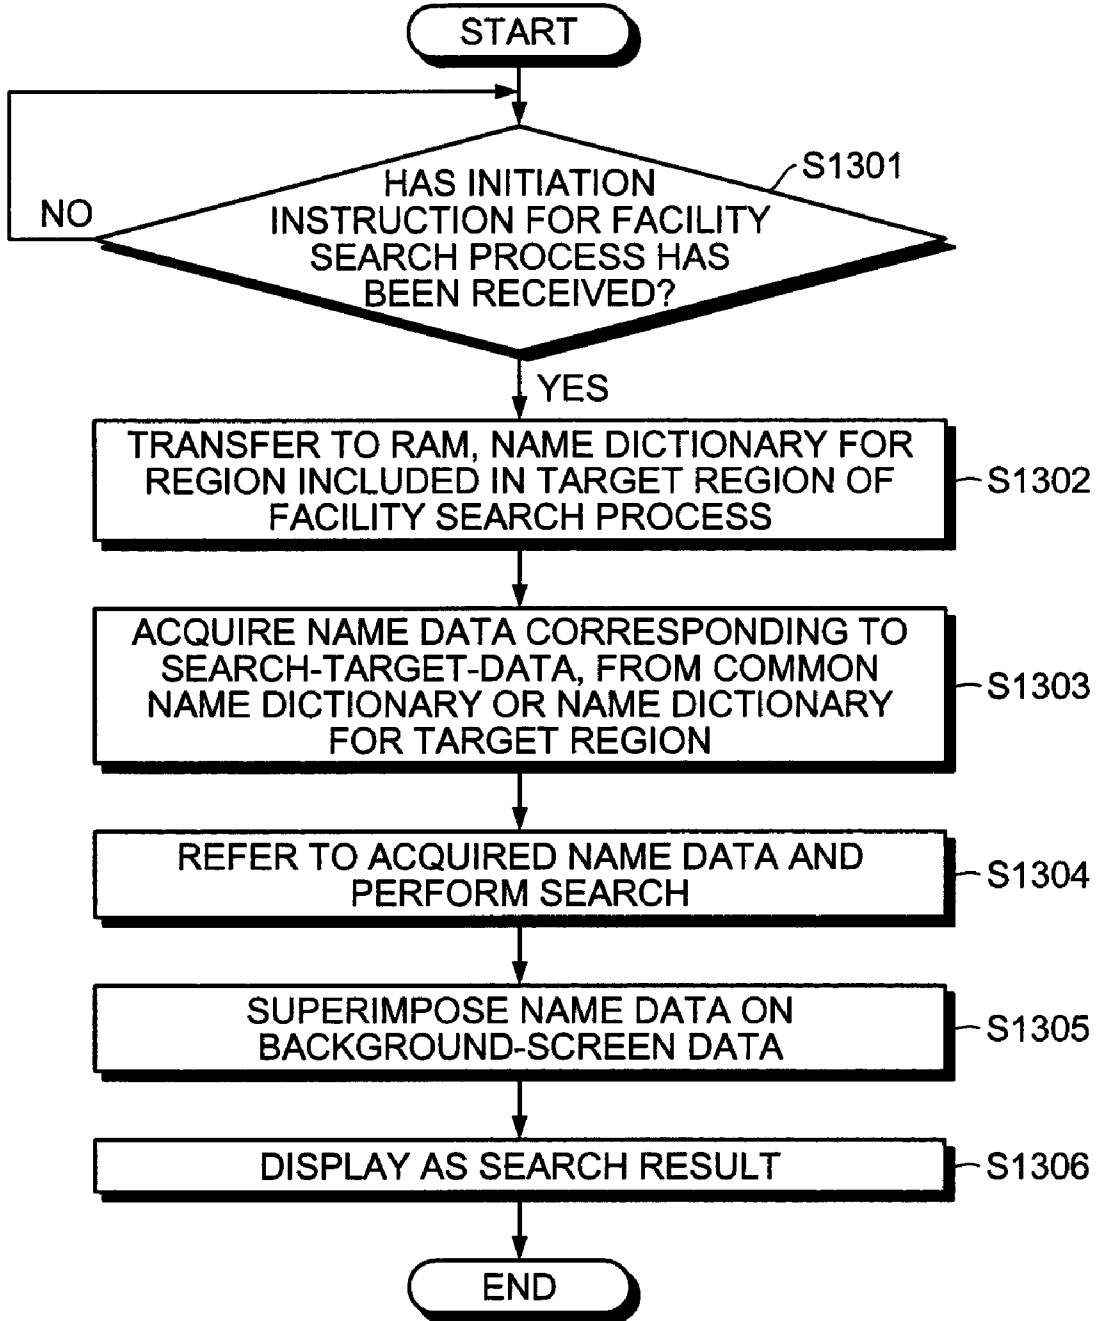 START
S1301
HAS INITIATION
INSTRUCTION FOR FACILITY
SEARCH PROCESS HAS
BEEN RECEIVED?
NO
YES
TRANSFER TO RAM, NAME DICTIONARY FOR
REGION INCLUDED IN TARGET REGION OF
FACILITY SEARCH PROCESS
S1302
ACQUIRE NAME DATA CORRESPONDING TO
SEARCH-TARGET-DATA, FROM COMMON
NAME DICTIONARY OR NAME DICTIONARY
FOR TARGET REGION
S1303
REFER TO ACQUIRED NAME DATA AND
PERFORM SEARCH
S1304
SUPERIMPOSE NAME DATA ON
BACKGROUND-SCREEN DATA
S1305
DISPLAY AS SEARCH RESULT
S1306
END